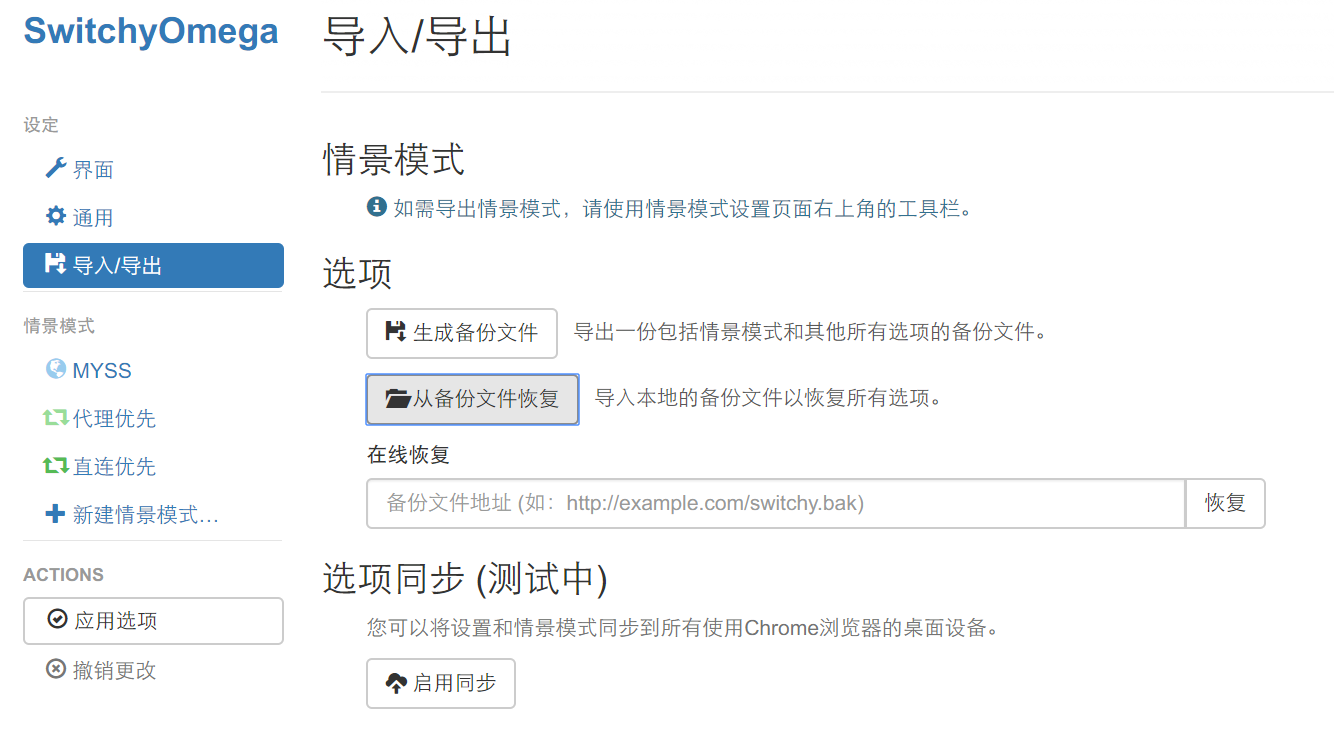 SwitchyOmega
导入/导出
设定
界面
通用
导入/导出
情景模式
MYSS
代理优先
直连优先
新建情景模式…
ACTIONS
应用选项
撤销更改
情景模式
如需导出情景模式，请使用情景模式设置页面右上角的工具栏。
选项
生成备份文件 导出一份包括情景模式和其他所有选项的备份文件。
从备份文件恢复 导入本地的备份文件以恢复所有选项。
在线恢复
备份文件地址 (如：http://example.com/switchy.bak) 恢复
选项同步 (测试中)
您可以将设置和情景模式同步到所有使用Chrome浏览器的桌面设备。
启用同步